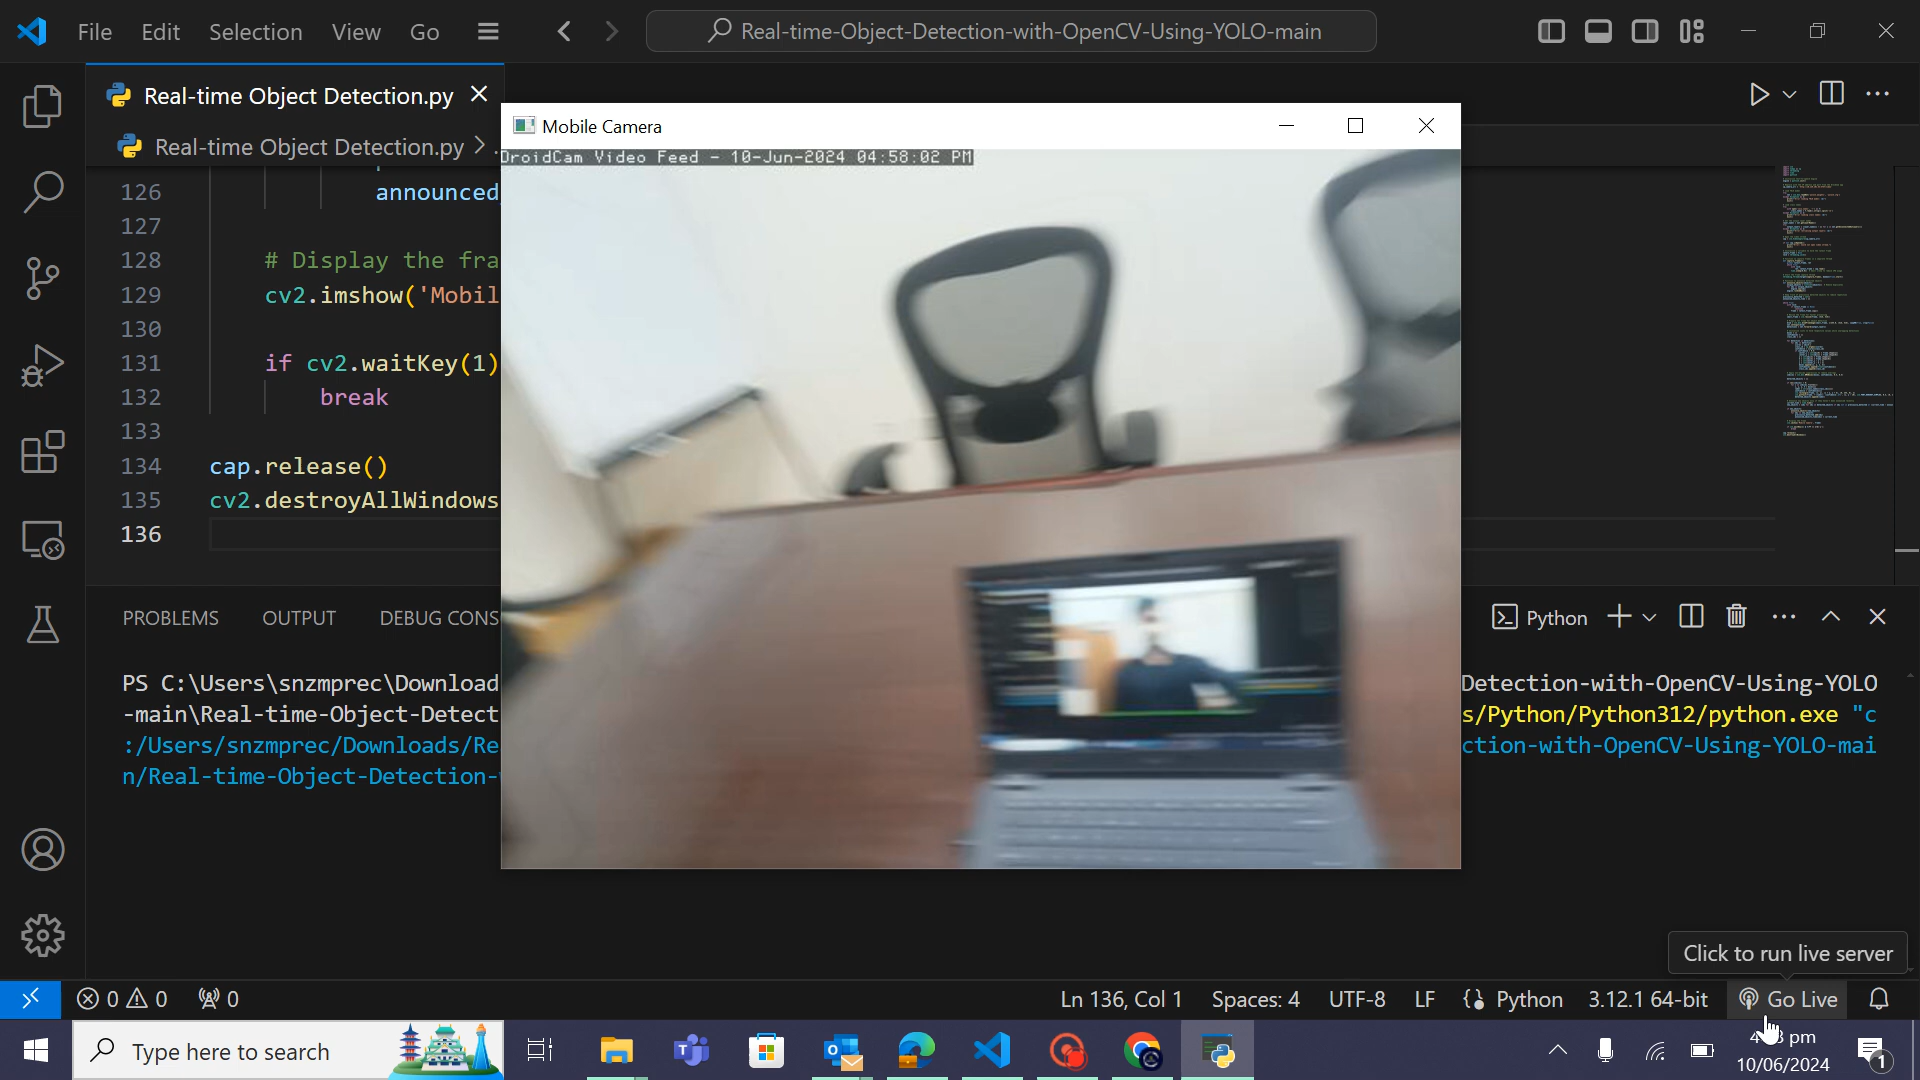 File Edit Selection View Go
Real-time-Object-Detection-with-OpenCV-Using-YOLO-main
Real-time Object Detection.py
Real-time Object Detection.py
Mobile Camera
DroidCam Video Feed - 10-Jun-2024 04:58:02 PM
126 announced
127
128 # Display the fra
129 cv2.imshow('Mobil
130
131 if cv2.waitKey(1)
132 break
133
134 cap.release()
135 cv2.destroyAllWindows
136
PROBLEMS OUTPUT DEBUG CONS
Python
PS C:\Users\snzmprec\Download Detection-with-OpenCV-Using-YOLO
-main\Real-time-Object-Detect s/Python/Python312/python.exe "c
:/Users/snzmprec/Downloads/Re ction-with-OpenCV-Using-YOLO-mai
n/Real-time-Object-Detection-
Click to run live server
0 0 0 Ln 136, Col 1 Spaces: 4 UTF-8 LF {} Python 3.12.1 64-bit Go Live
Type here to search
pm
10/06/2024
1